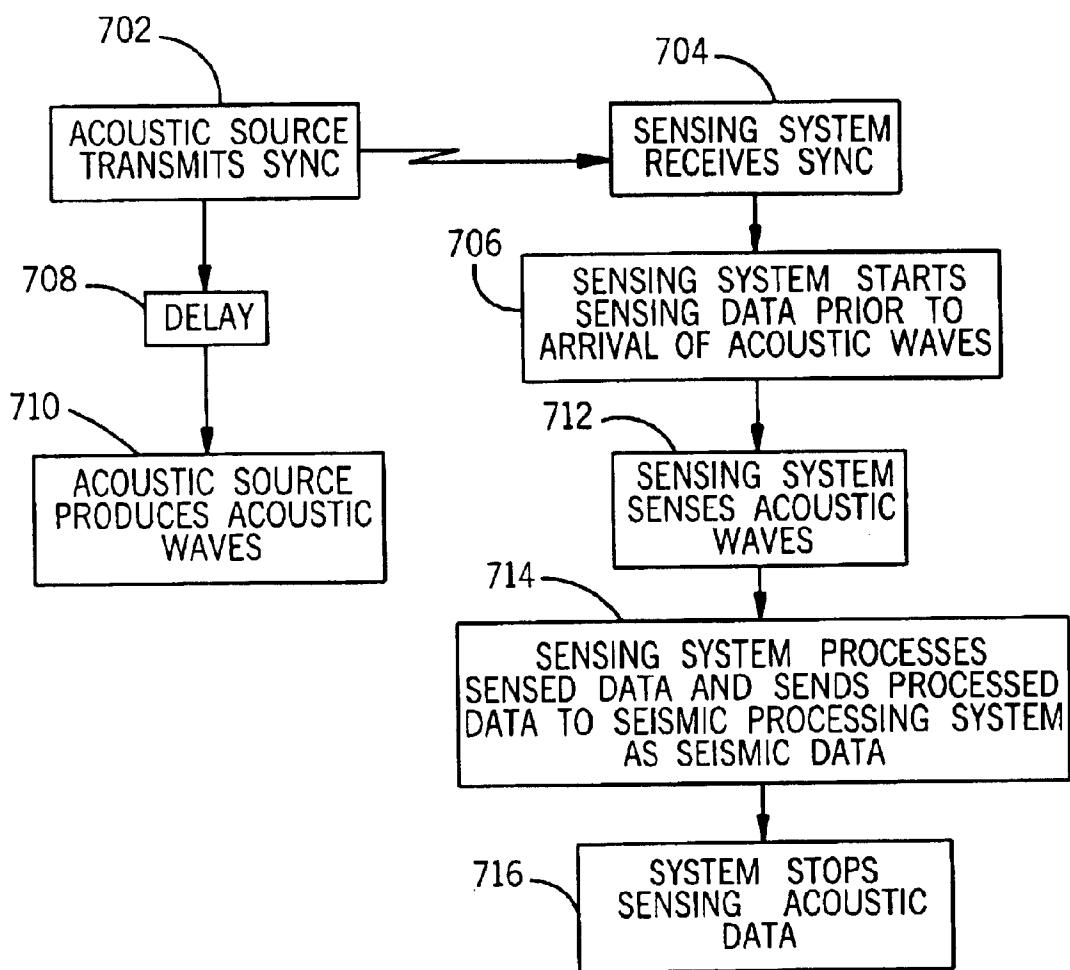 702
ACOUSTIC SOURCE
TRANSMITS SYNC
704
SENSING SYSTEM
RECEIVES SYNC
706
SENSING SYSTEM STARTS
SENSING DATA PRIOR TO
ARRIVAL OF ACOUSTIC WAVES
708
DELAY
710
ACOUSTIC SOURCE
PRODUCES ACOUSTIC
WAVES
712
SENSING SYSTEM
SENSES ACOUSTIC
WAVES
714
SENSING SYSTEM PROCESSES
SENSED DATA AND SENDS PROCESSED
DATA TO SEISMIC PROCESSING SYSTEM
AS SEISMIC DATA
716
SYSTEM STOPS
SENSING ACOUSTIC
DATA